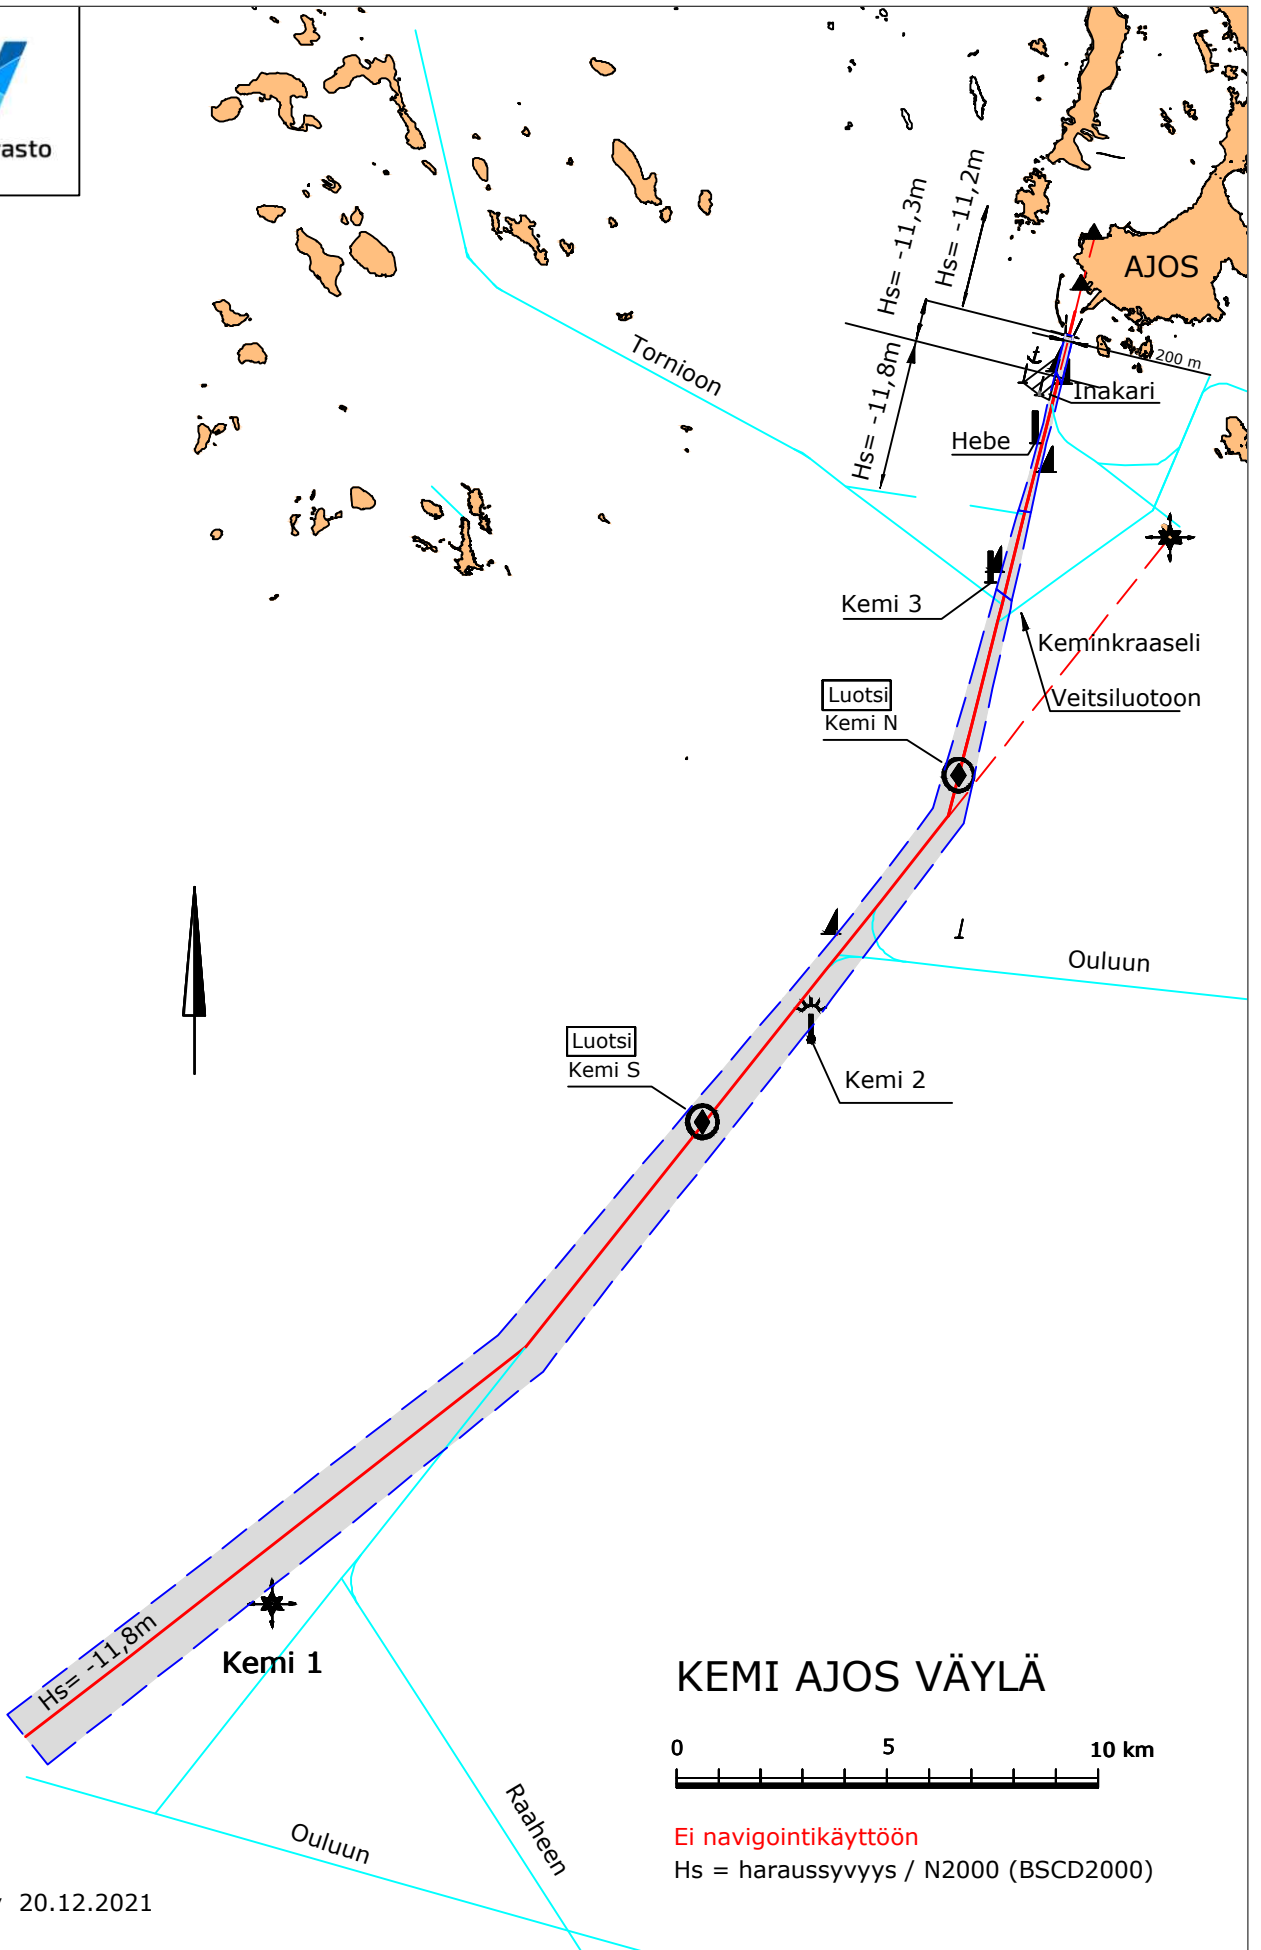 AJOS
Hs= -11,3m
Hs= -11,2m
Hs= -11,8m
200 m
Tornioon
Inakari
Hebe
Kemi 3
Keminkraaseli
Veitsiluotoon
Luotsi
Kemi N
Ouluun
Luotsi
Kemi S
Kemi 2
Hs= -11,8m
Kemi 1
Raaheen
Ouluun
KEMI AJOS VÄYLÄ
0 5 10 km
Ei navigointikäyttöön
Hs = haraussyvyys / N2000 (BSCD2000)
20.12.2021